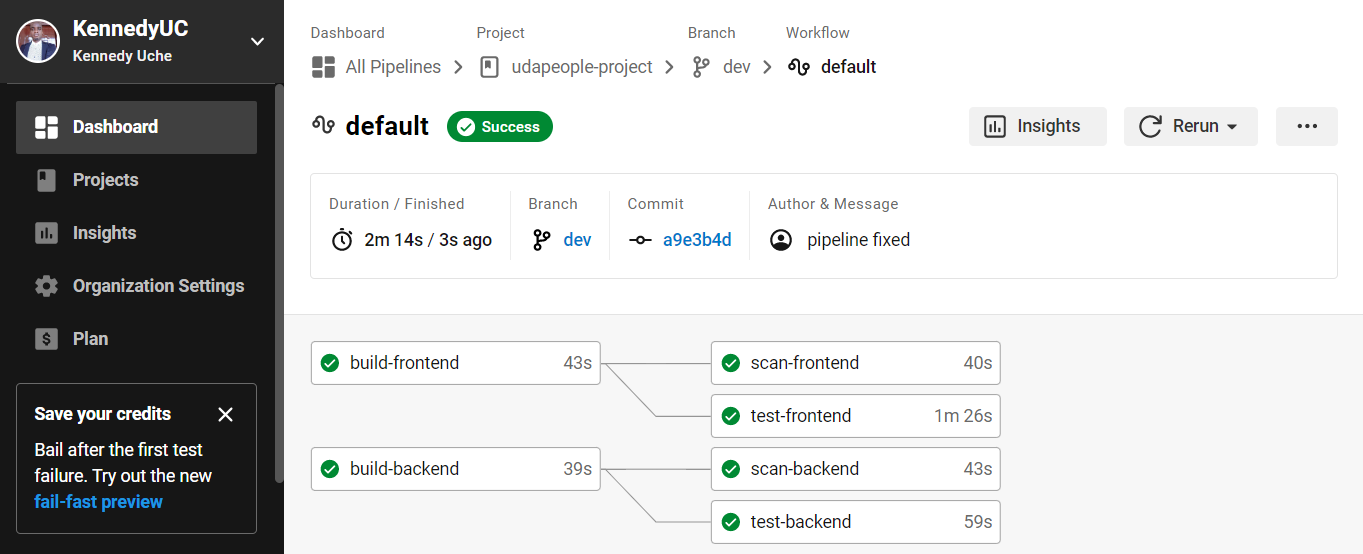 KennedyUC
Kennedy Uche
Dashboard
Projects
Insights
Organization Settings
Plan
Save your credits
Bail after the first test
failure. Try out the new
fail-fast preview
Dashboard Project Branch Workflow
All Pipelines udapeople-project dev default
default Success Insights Rerun
Duration / Finished Branch Commit Author & Message
2m 14s / 3s ago dev a9e3b4d pipeline fixed
build-frontend 43s scan-frontend 40s
test-frontend 1m 26s
build-backend 39s scan-backend 43s
test-backend 59s